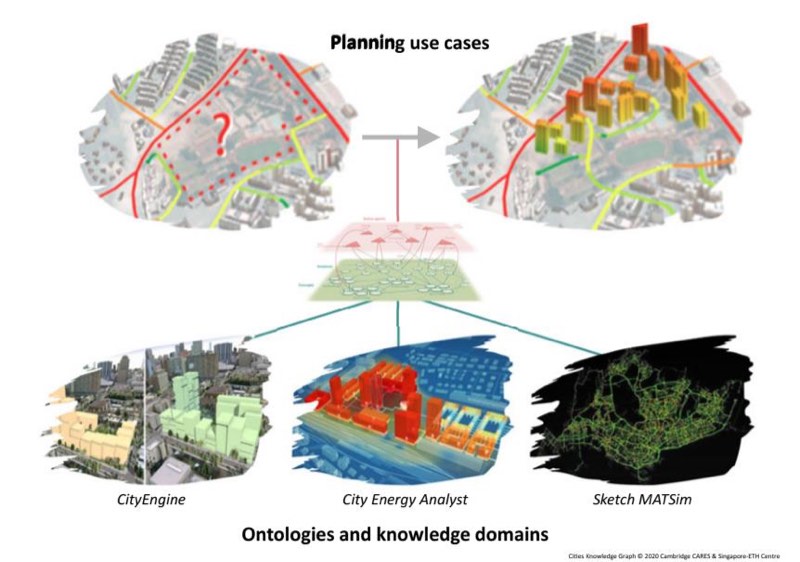 Planning use cases
?
CityEngine
City Energy Analyst
Sketch MATSim
Ontologies and knowledge domains
Cities Knowledge Graph © 2020 Cambridge CARES & Singapore-ETH Centre